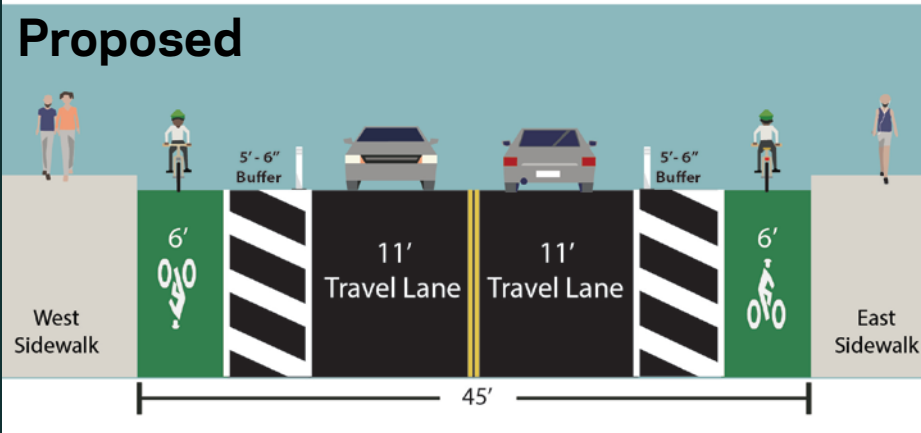 Proposed
5’- 6”
Buffer
5’- 6”
Buffer
6’
11’
Travel Lane
11’
Travel Lane
6’
West
Sidewalk
East
Sidewalk
45’